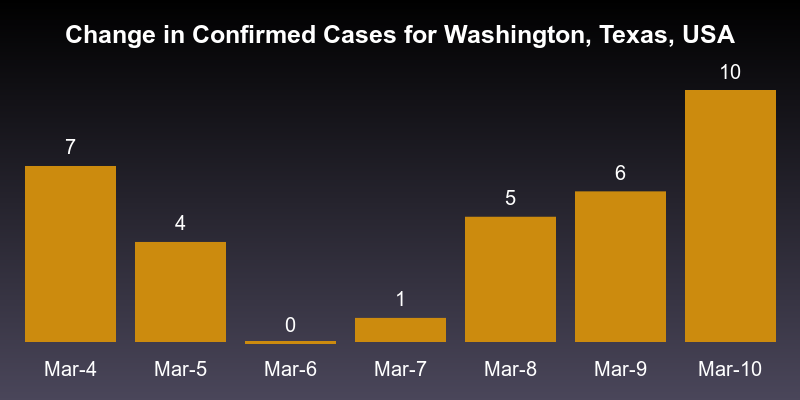 Change in Confirmed Cases for Washington, Texas, USA
7
4
0
1
5
6
10
Mar-4
Mar-5
Mar-6
Mar-7
Mar-8
Mar-9
Mar-10